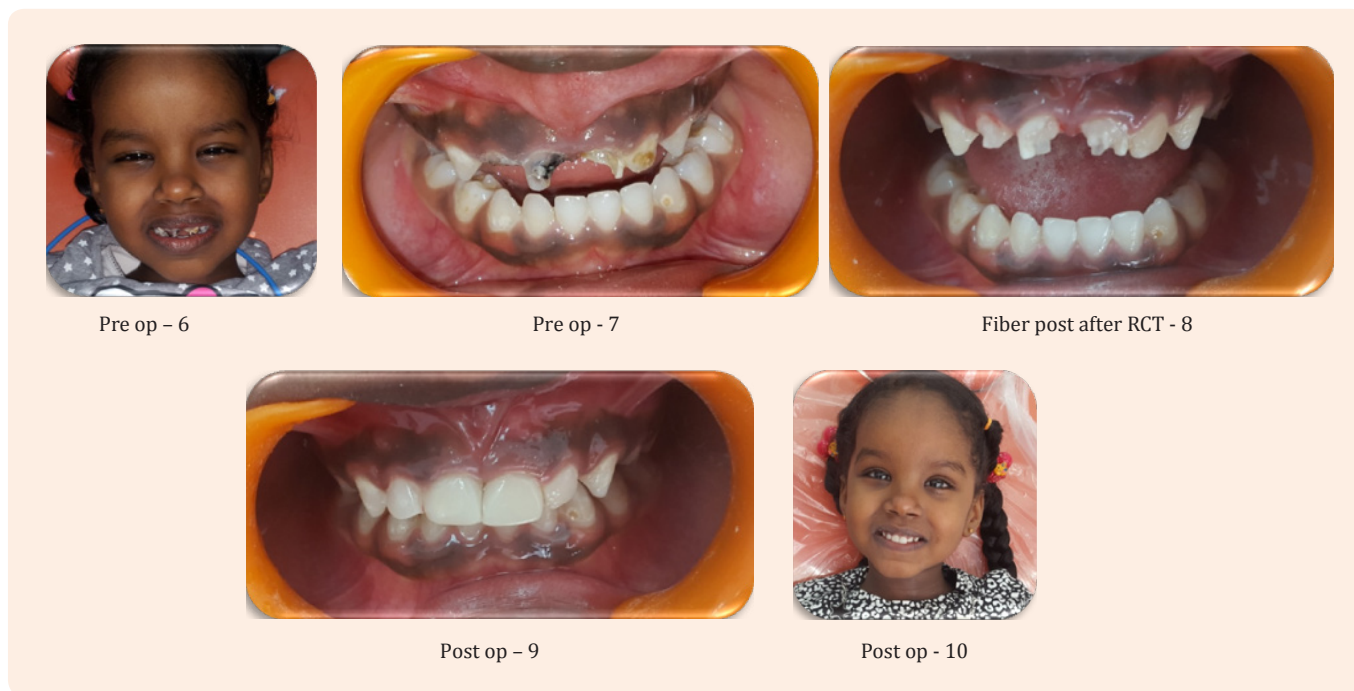 Pre op – 6
Pre op - 7
Fiber post after RCT - 8
Post op – 9
Post op - 10